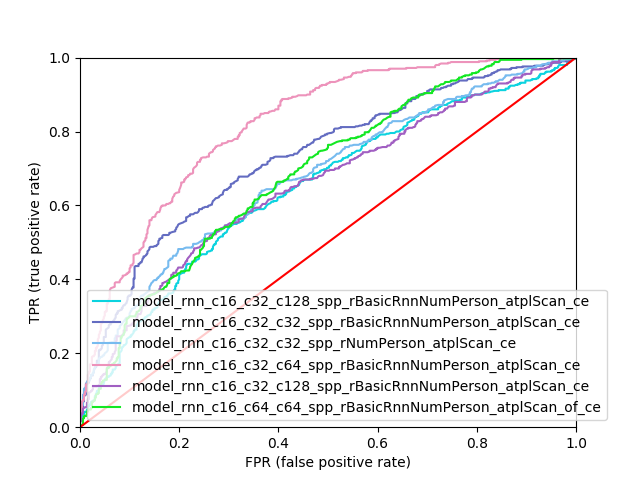 1.0
0.8
0.6
0.4
0.2
0.0
TPR (true positive rate)
model_rnn_c16_c32_c128_spp_rBasicRnnNumPerson_atplScan_ce
model_rnn_c16_c32_c32_spp_rBasicRnnNumPerson_atplScan_ce
model_rnn_c16_c32_c32_spp_rNumPerson_atplScan_ce
model_rnn_c16_c32_c64_spp_rBasicRnnNumPerson_atplScan_ce
model_rnn_c16_c32_c128_spp_rBasicRnnNumPerson_atplScan_ce
model_rnn_c16_c64_c64_spp_rBasicRnnNumPerson_atplScan_of_ce
0.0 0.2 0.4 0.6 0.8 1.0
FPR (false positive rate)